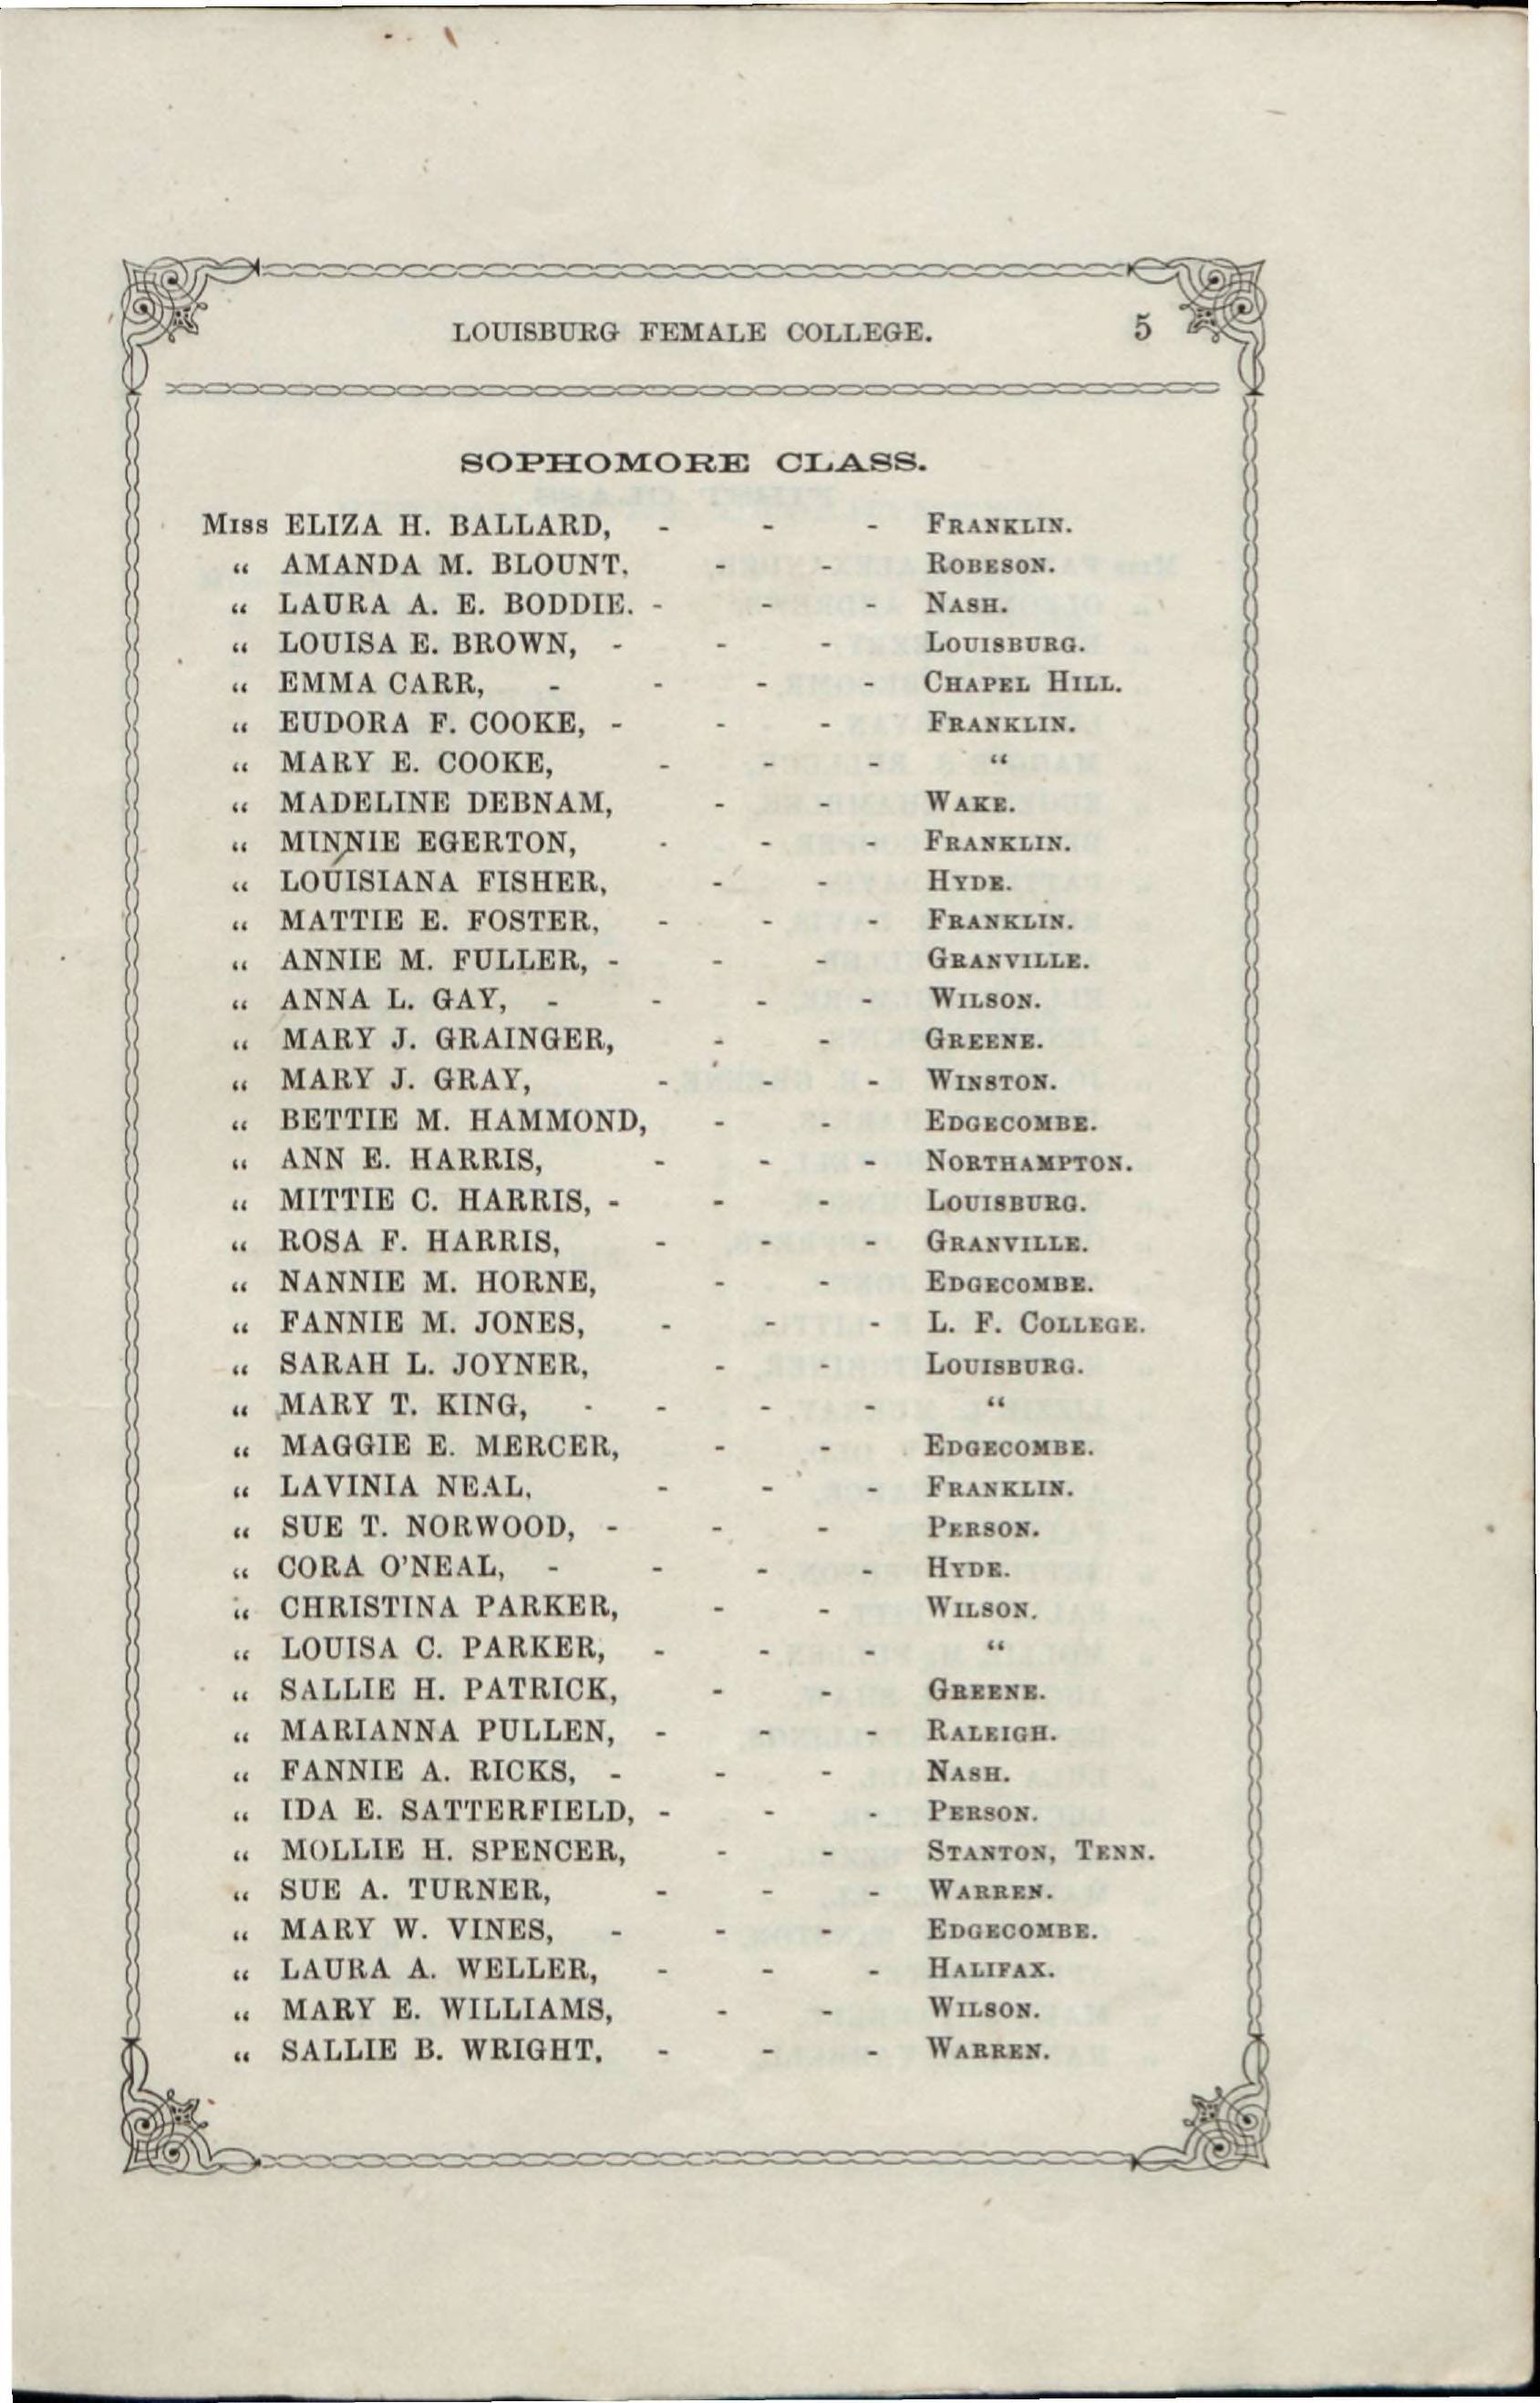 LOUISBURG FEMALE COLLEGE. 5
SOPHOMORE CLASS.
Miss ELIZA H. BALLARD, - - - FRANKLIN.
“ AMANDA M. BLOUNT. - - ROBESON.
“ LAURA A. E. BODDIE. - - - NASH.
“ LOUISA E. BROWN, - - - LOUISBURG.
“ EMMA CARR, - - - - CHAPEL HILL.
“ EUDORA F. COOKE, - - - FRANKLIN.
“ MARY E. COOKE, - - - “
“ MADELINE DEBNAM, - - WAKE.
“ MINNIE EGERTON, - - - FRANKLIN.
“ LOUISIANA FISHER, - - HYDE.
“ MATTIE E. FOSTER, - - - FRANKLIN.
“ ANNIE M. FULLER, - - - GRANVILLE.
“ ANNA L. GAY, - - - - WILSON.
“ MARY J. GRAINGER, - - GREENE.
“ MARY J. GRAY, - - - WINSTON.
“ BETTIE M. HAMMOND, - - EDGECOMBE.
“ ANN E. HARRIS, - - - NORTHAMPTON.
“ MITTIE C. HARRIS, - - - LOUISBURG.
“ ROSA F. HARRIS, - - - GRANVILLE.
“ NANNIE M. HORNE, - - EDGECOMBE.
“ FANNIE M. JONES, - - - L. F. COLLEGE.
“ SARAH L. JOYNER, - - LOUISBURG.
“ MARY T. KING, - - - - “
“ MAGGIE E. MERCER, - - EDGECOMBE.
“ LAVINIA NEAL, - - - FRANKLIN.
“ SUE T. NORWOOD, - - - PERSON.
“ CORA O'NEAL, - - - - HYDE.
“ CHRISTINA PARKER, - - WILSON.
“ LOUISA C. PARKER, - - - “
“ SALLIE H. PATRICK, - - GREENE.
“ MARIANNA PULLEN, - - - RALEIGH.
“ FANNIE A. RICKS, - - - NASH.
“ IDA E. SATTERFIELD, - - - PERSON.
“ MOLLIE H. SPENCER, - - STANTON, TENN.
“ SUE A. TURNER, - - - WARREN.
“ MARY W. VINES, - - - EDGECOMBE.
“ LAURA A. WELLER, - - - HALIFAX.
“ MARY E. WILLIAMS, - - WILSON.
“ SALLIE B. WRIGHT. - - - WARREN.